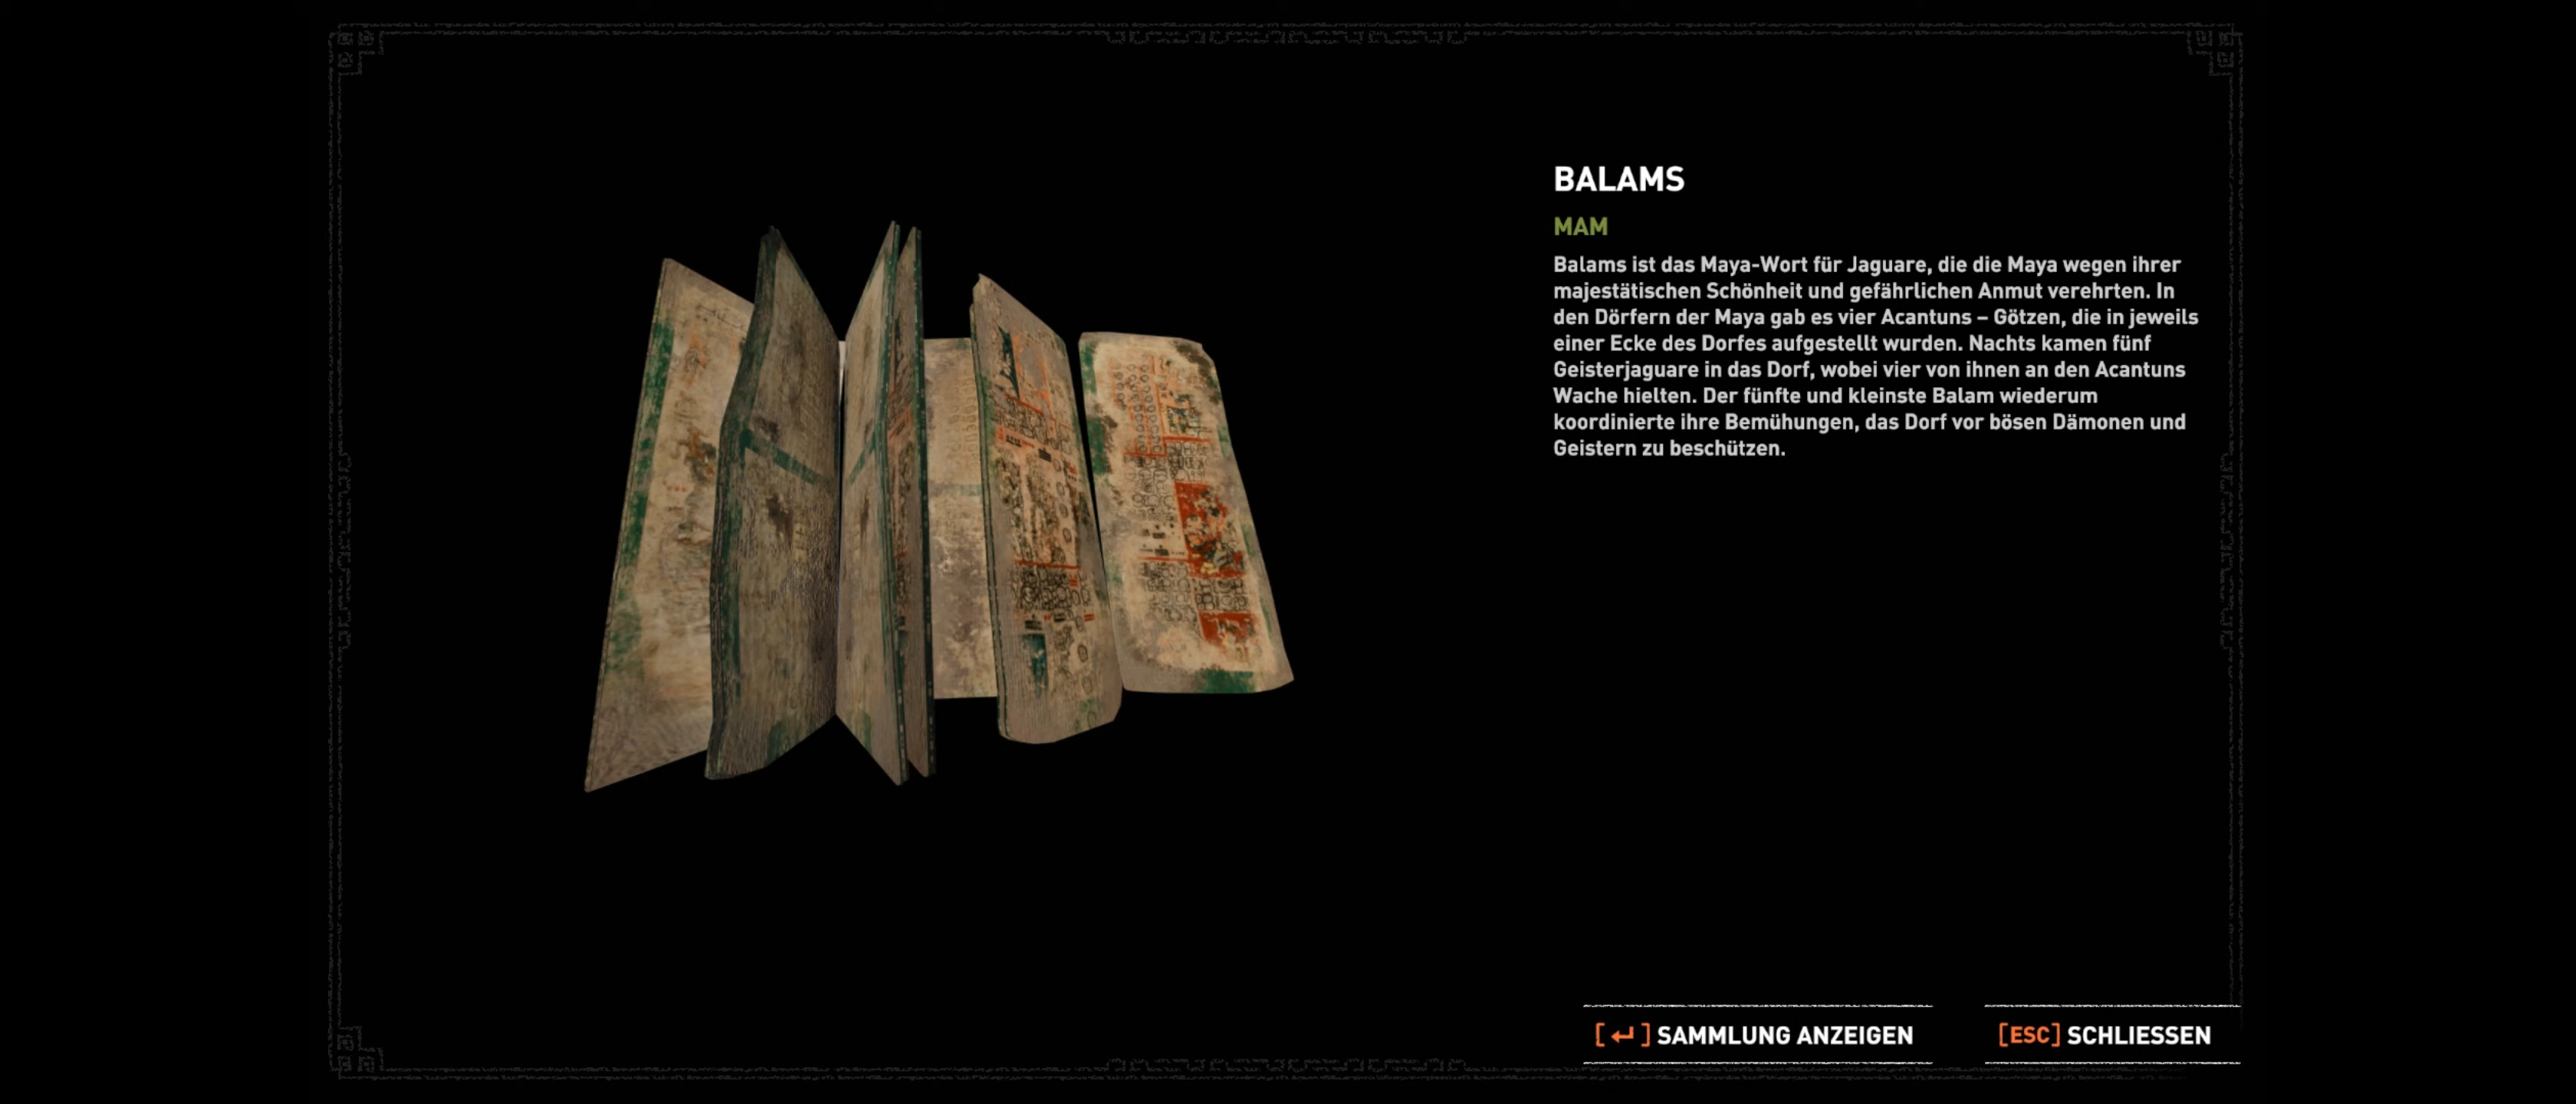 BALAMS
MAM
Balams ist das Maya-Wort für Jaguare, die die Maya wegen ihrer
majestätischen Schönheit und gefährlichen Anmut verehrten. In
den Dörfern der Maya gab es vier Acantuns – Götzen, die in jeweils
einer Ecke des Dorfes aufgestellt wurden. Nachts kamen fünf
Geisterjaguare in das Dorf, wobei vier von ihnen an den Acantuns
Wache hielten. Der fünfte und kleinste Balam wiederum
koordinierte ihre Bemühungen, das Dorf vor bösen Dämonen und
Geistern zu beschützen.
[↵] SAMMLUNG ANZEIGEN
[ESC] SCHLIESSEN